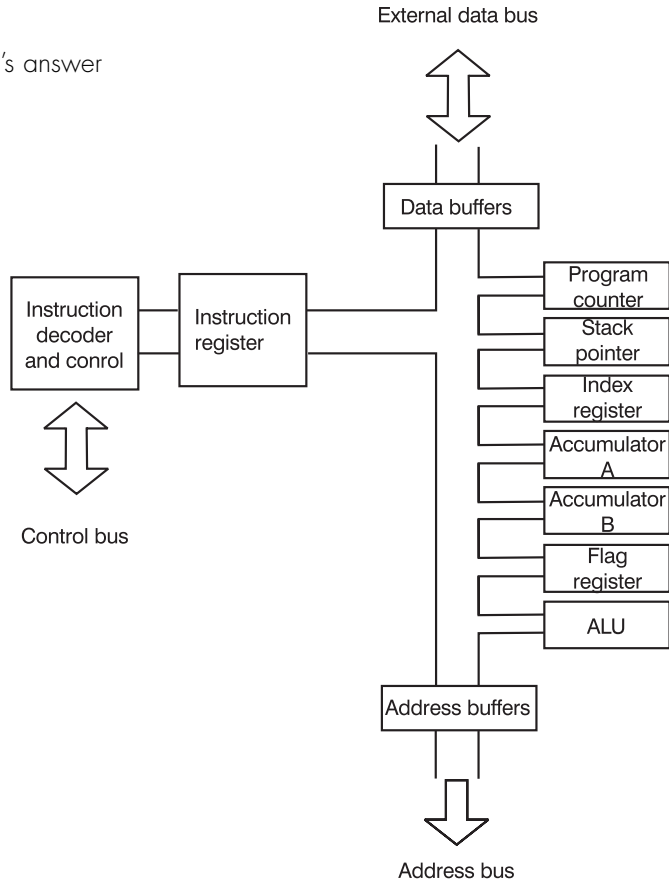 External data bus
's answer
Data buffers
Program
counter
Instruction
decoder
and conrol
Instruction
register
Stack
pointer
Index
register
Accumulator
A
Accumulator
B
Control bus
Flag
register
ALU
Address buffers
Address bus